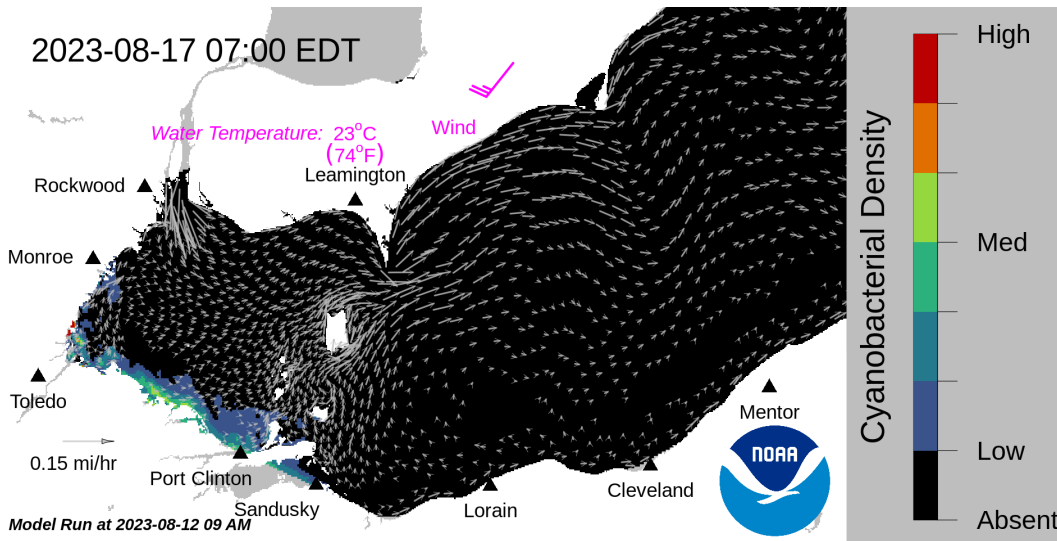 2023-08-17 07:00 EDT
Water Temperature: 23°C
(74°F)
Wind
Leamington
Rockwood
Monroe
Toledo
0.15 mi/hr
Port Clinton
Sandusky
Lorain
Cleveland
Mentor
NOAA
Model Run at 2023-08-12 09 AM
Cyanobacterial Density
High
Med
Low
Absent